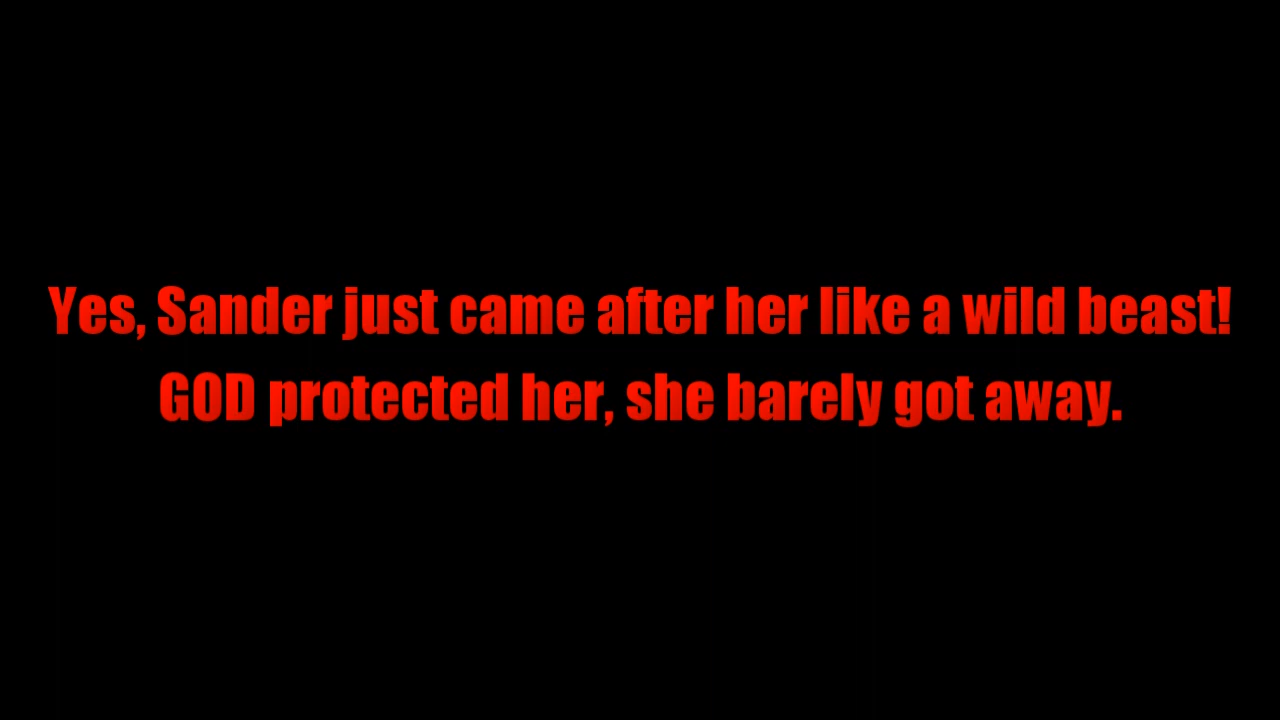 Yes, Sander just came after her like a wild beast!
GOD protected her, she barely got away.